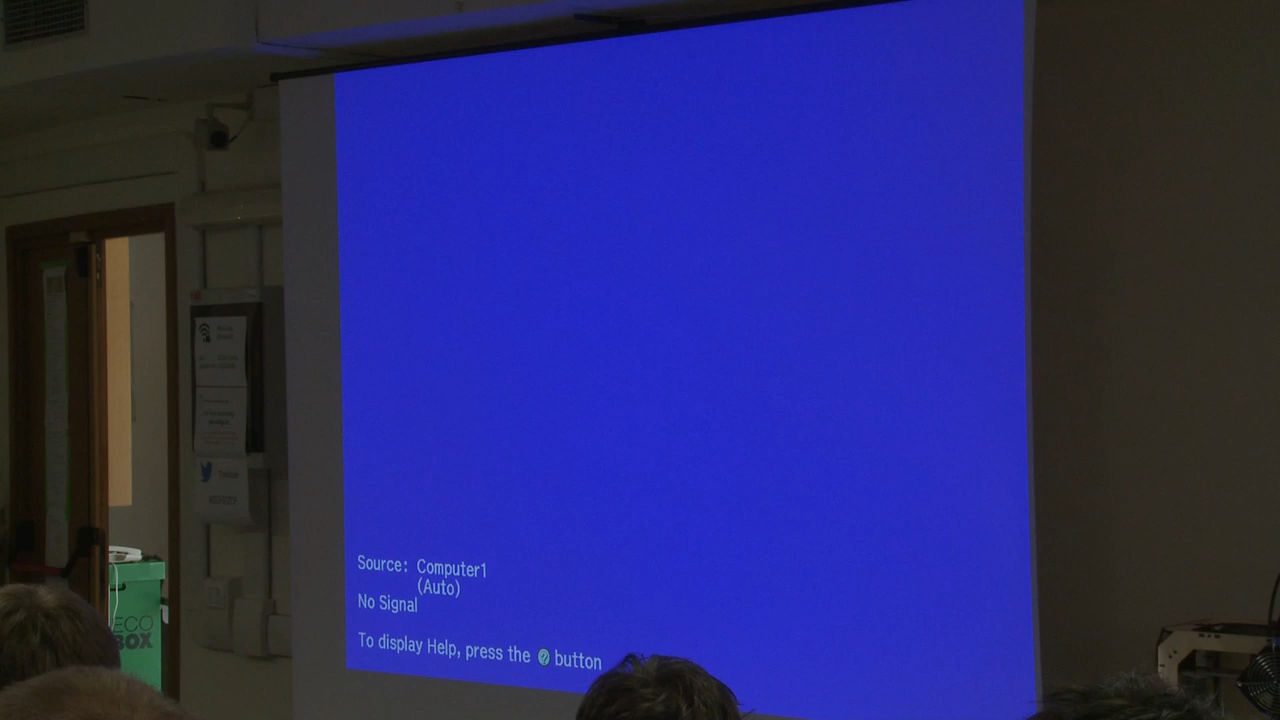 Source: Computer1
(Auto)
No Signal
To display Help, press the ? button
ECO
BOX